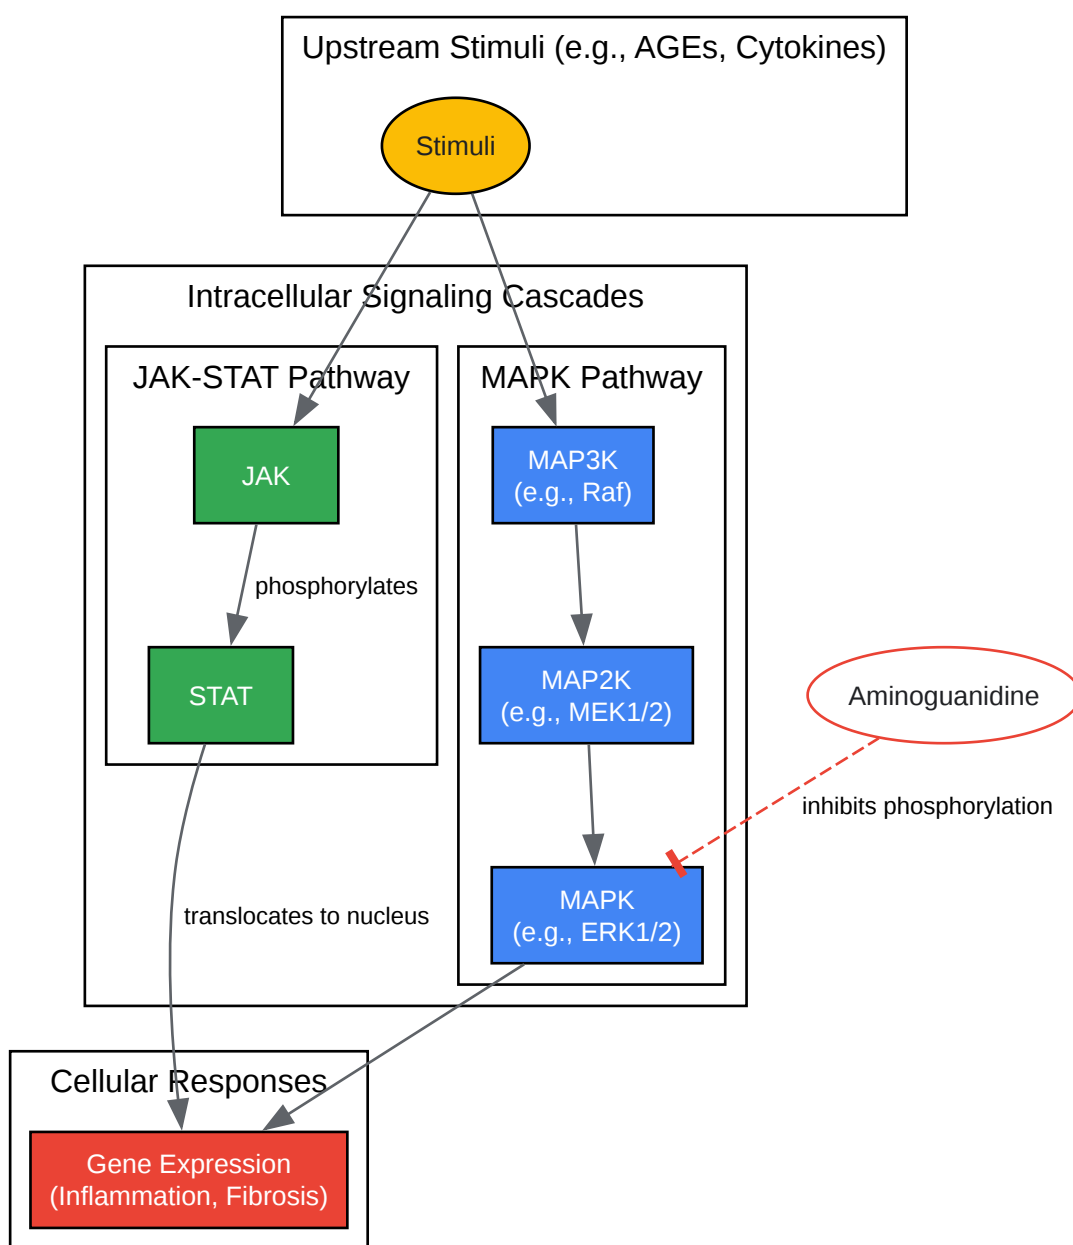 Upstream Stimuli (e.g., AGEs, Cytokines)
Stimuli
Intracellular Signaling Cascades
JAK-STAT Pathway
MAPK Pathway
JAK
MAP3K
(e.g., Raf)
phosphorylates
STAT
MAP2K
(e.g., MEK1/2)
Aminoguanidine
inhibits phosphorylation
MAPK
(e.g., ERK1/2)
translocates to nucleus
Cellular Responses
Gene Expression
(Inflammation, Fibrosis)